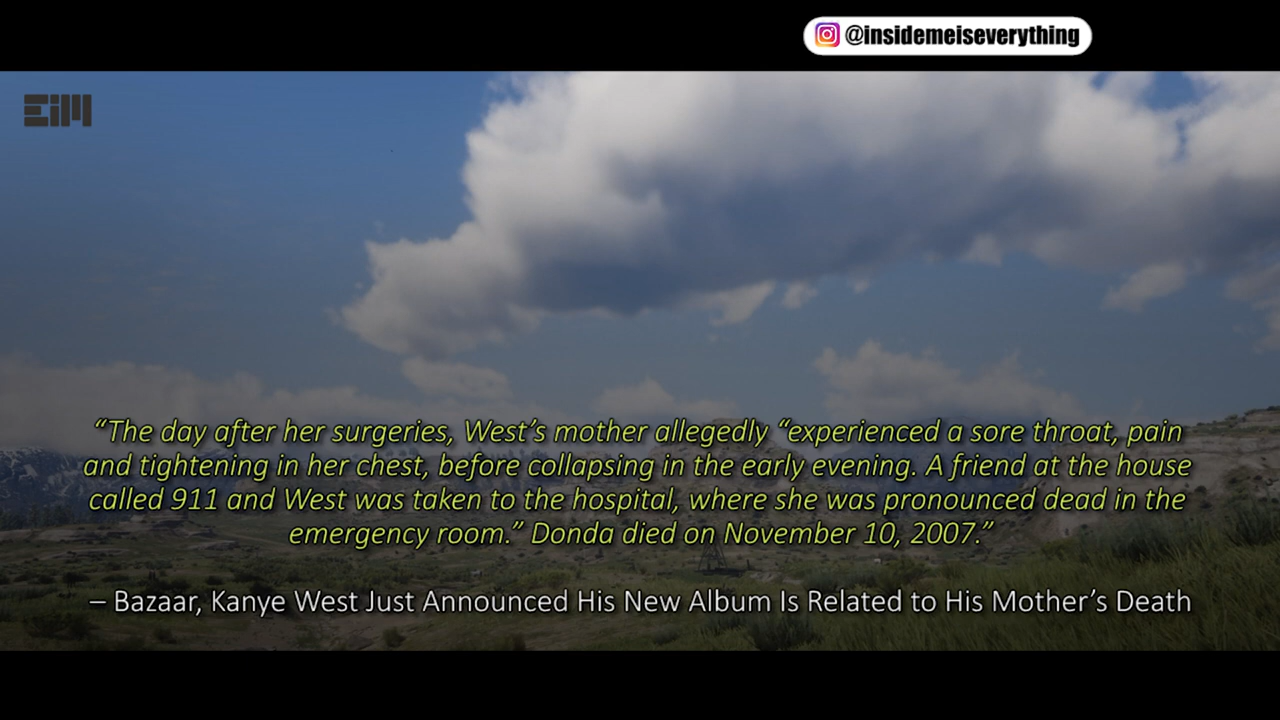 @insidemeiseverything
EiM
“The day after her surgeries, West’s mother allegedly “experienced a sore throat, pain
and tightening in her chest, before collapsing in the early evening. A friend at the house
called 911 and West was taken to the hospital, where she was pronounced dead in the
emergency room.” Donda died on November 10, 2007.”
– Bazaar, Kanye West Just Announced His New Album Is Related to His Mother’s Death